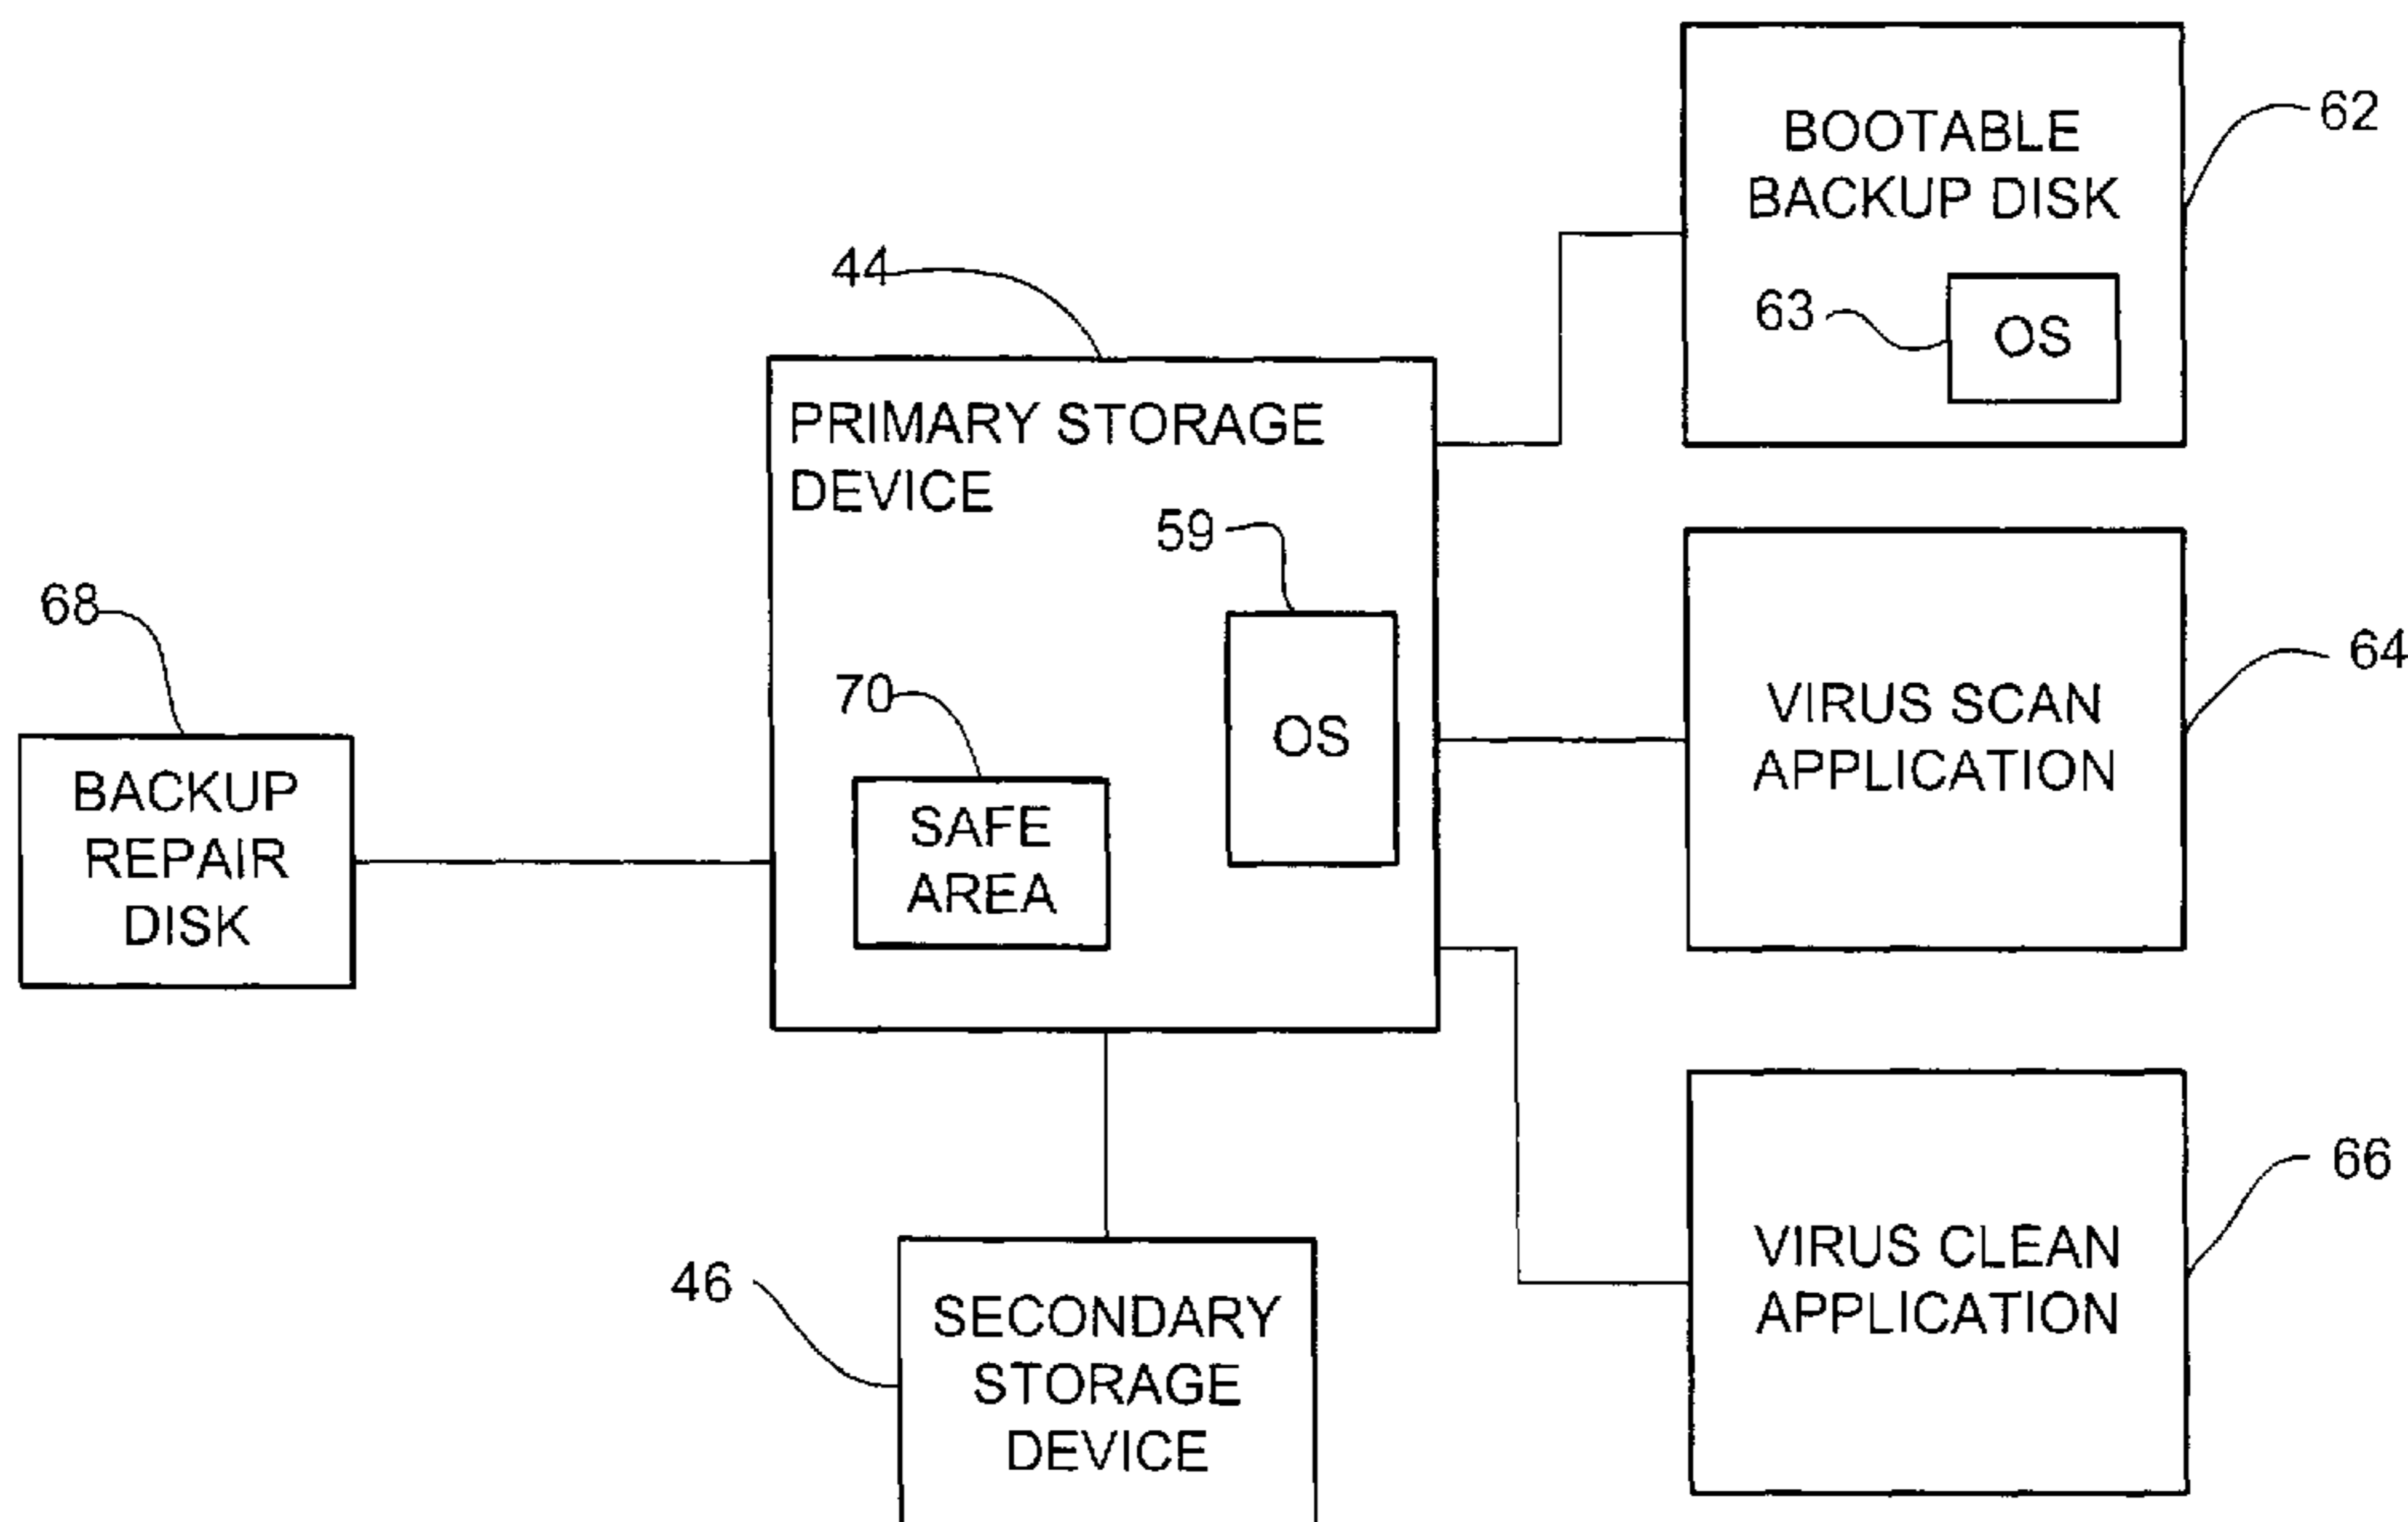 BOOTABLE
BACKUP DISK
62
63
OS
44
PRIMARY STORAGE
DEVICE
59
OS
70
SAFE
AREA
68
BACKUP
REPAIR
DISK
VIRUS SCAN
APPLICATION
64
VIRUS CLEAN
APPLICATION
66
46
SECONDARY
STORAGE
DEVICE